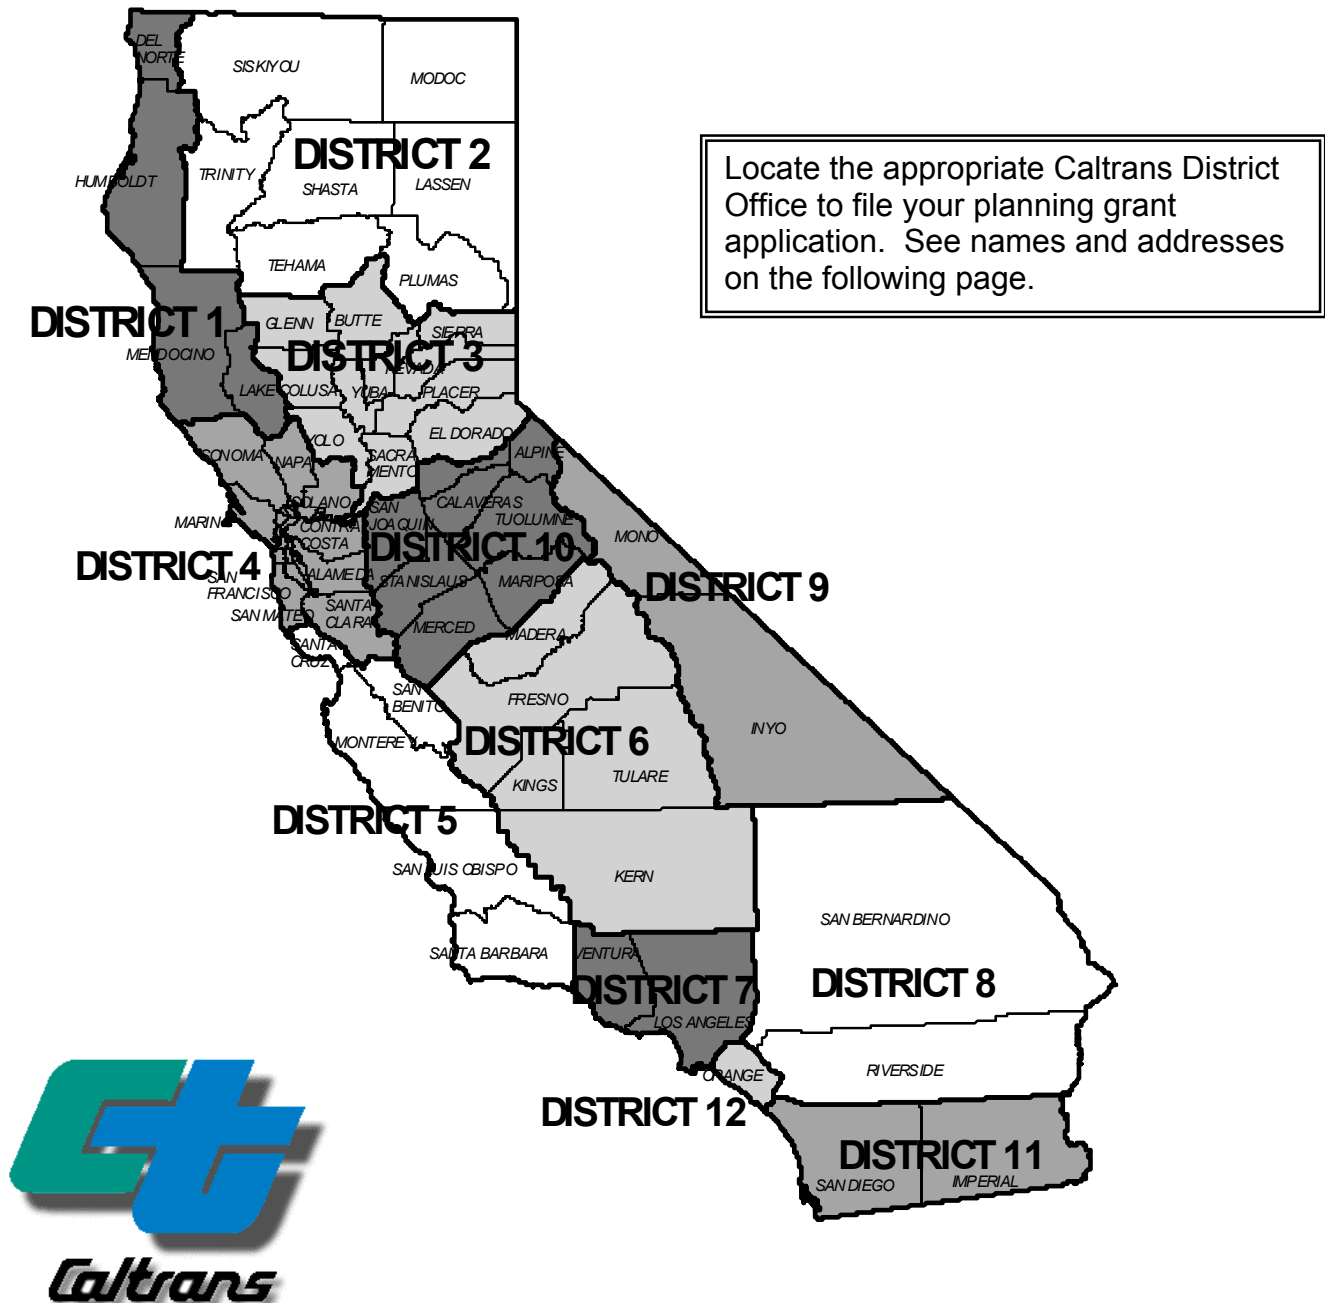 DEL
NORTE
SISKIYOU
MODOC
HUMBOLDT
TRINITY
DISTRICT 2
SHASTA
LASSEN
Locate the appropriate Caltrans District
Office to file your planning grant
application. See names and addresses
on the following page.
TEHAMA
PLUMAS
DISTRICT 1
MENDOCINO
LAKE
GLENN
BUTTE
SIERRA
DISTRICT 3
NEVADA
COLUSA
YUBA
PLACER
YOLO
EL DORADO
SACRA
MENTO
SONOMA
NAPA
SOLANO
MARIN
CONTRA
COSTA
DISTRICT 4
ALAMEDA
SAN
FRANCISCO
SAN MATEO
SANTA
CLARA
ALPINE
CALAVERAS
SAN
JOAQUIN
TUOLUMNE
DISTRICT 10
STANISLAUS
MARIPOSA
MERCED
MONO
DISTRICT 9
INYO
SANTA
CRUZ
SAN
BENITO
MONTEREY
DISTRICT 5
SAN LUIS OBISPO
SANTA BARBARA
MADERA
FRESNO
DISTRICT 6
KINGS
TULARE
KERN
VENTURA
DISTRICT 7
LOS ANGELES
SAN BERNARDINO
DISTRICT 8
RIVERSIDE
ORANGE
DISTRICT 12
DISTRICT 11
SAN DIEGO
IMPERIAL
Ct
Caltrans